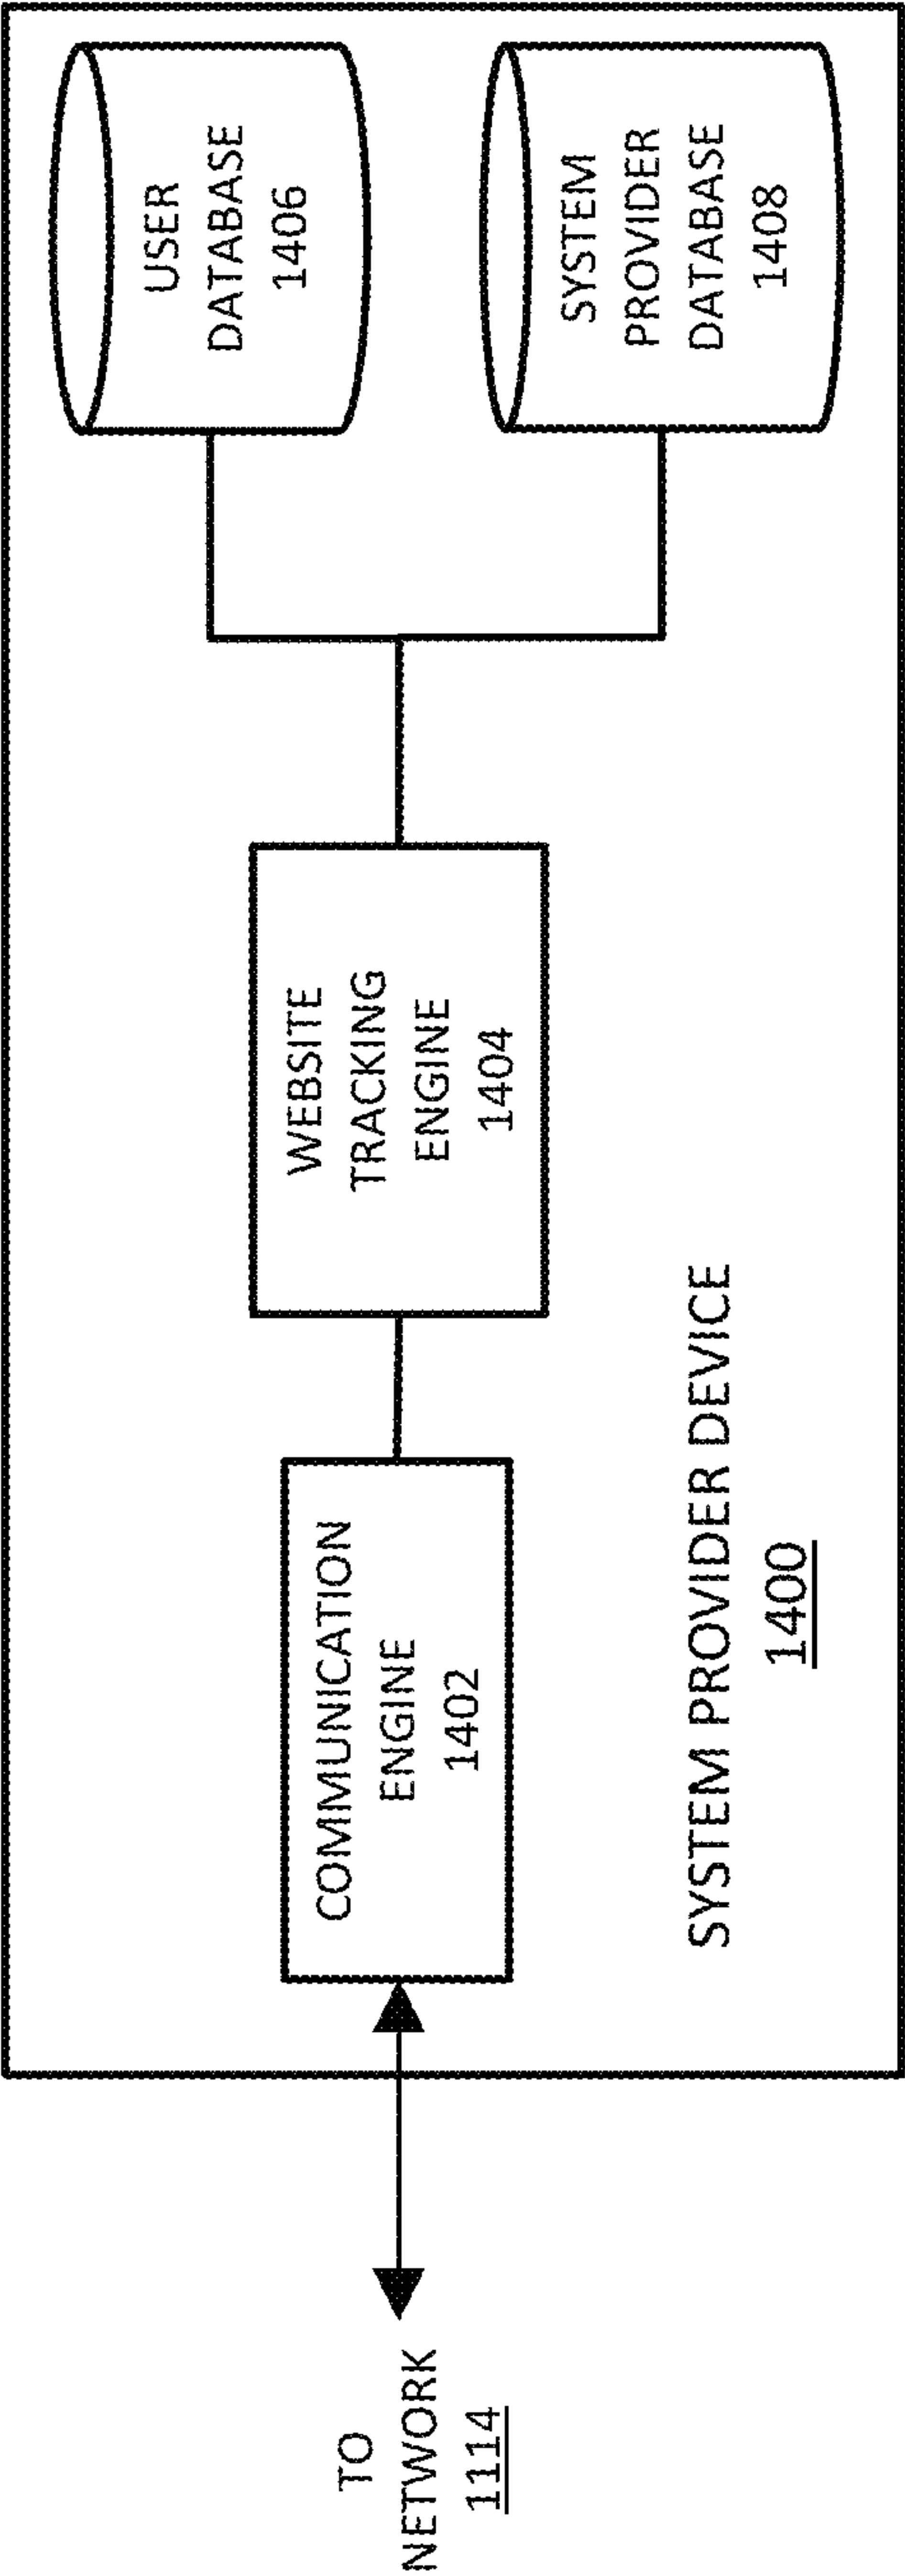 TO
NETWORK
1114
COMMUNICATION
ENGINE
1402
WEBSITE
TRACKING
ENGINE
1404
USER
DATABASE
1406
SYSTEM
PROVIDER
DATABASE
1408
SYSTEM PROVIDER DEVICE
1400